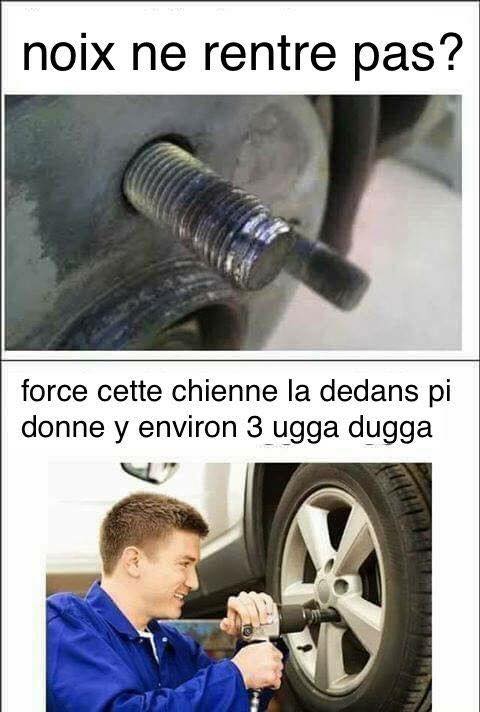 noix ne rentre pas?
force cette chienne la dedans pi
donne y environ 3 ugga dugga